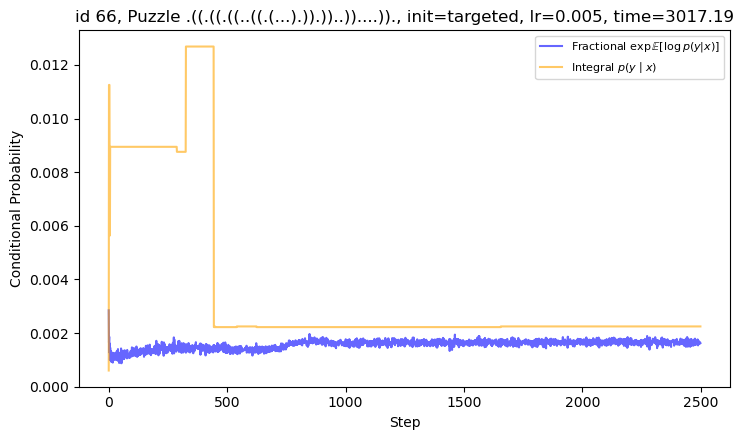 id 66, Puzzle .((.((.((..((.(...).)).))..))....))., init=targeted, lr=0.005, time=3017.19
Fractional exp𝔼[log p(y|x)]
Integral p(y | x)
Conditional Probability
0.012
0.010
0.008
0.006
0.004
0.002
0.000
0 500 1000 1500 2000 2500
Step